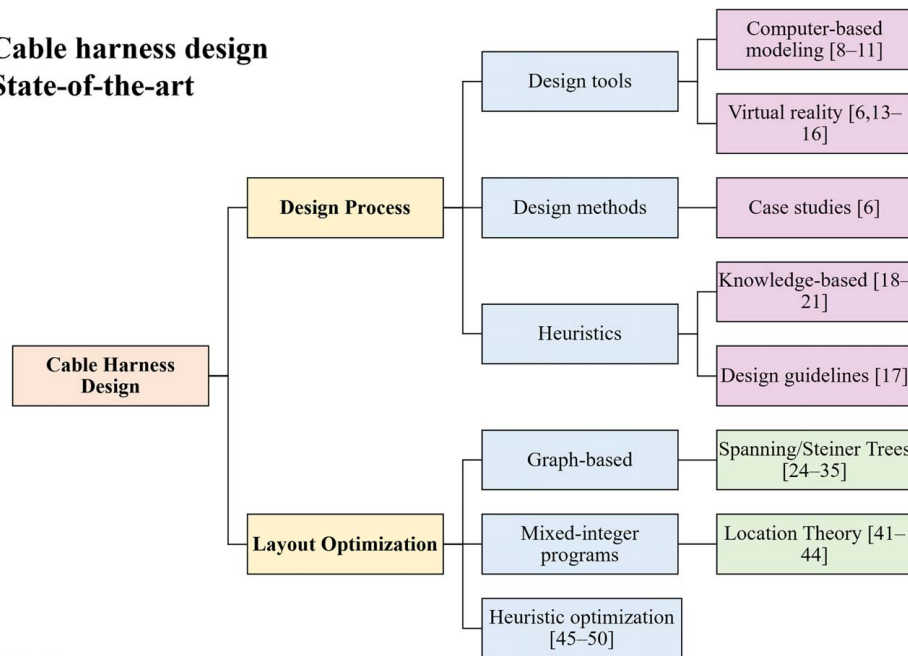 Cable harness design
State-of-the-art
Computer-based
modeling [8–11]
Design tools
Virtual reality [6,13–
16]
Design Process
Design methods
Case studies [6]
Knowledge-based [18–
21]
Heuristics
Cable Harness
Design
Design guidelines [17]
Graph-based
Spanning/Steiner Trees
[24–35]
Layout Optimization
Mixed-integer
programs
Location Theory [41–
44]
Heuristic optimization
[45–50]